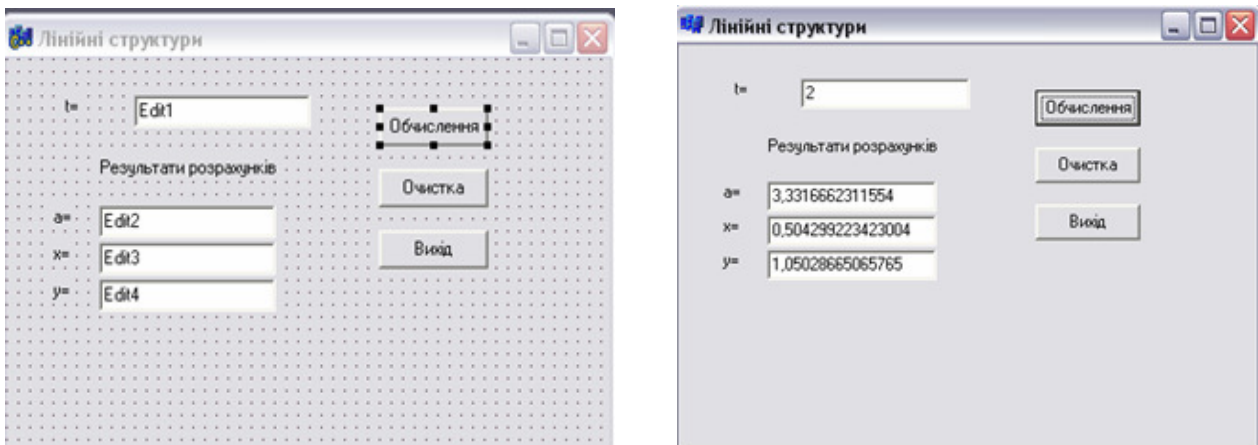 Лінійні структури
t= Edit1
Обчислення
Результати розрахунків
Очистка
a= Edit2
x= Edit3
Вихід
y= Edit4
Лінійні структури
t= 2
Обчислення
Результати розрахунків
Очистка
a= 3,3316662311554
x= 0,504299223423004
Вихід
y= 1,05028665065765